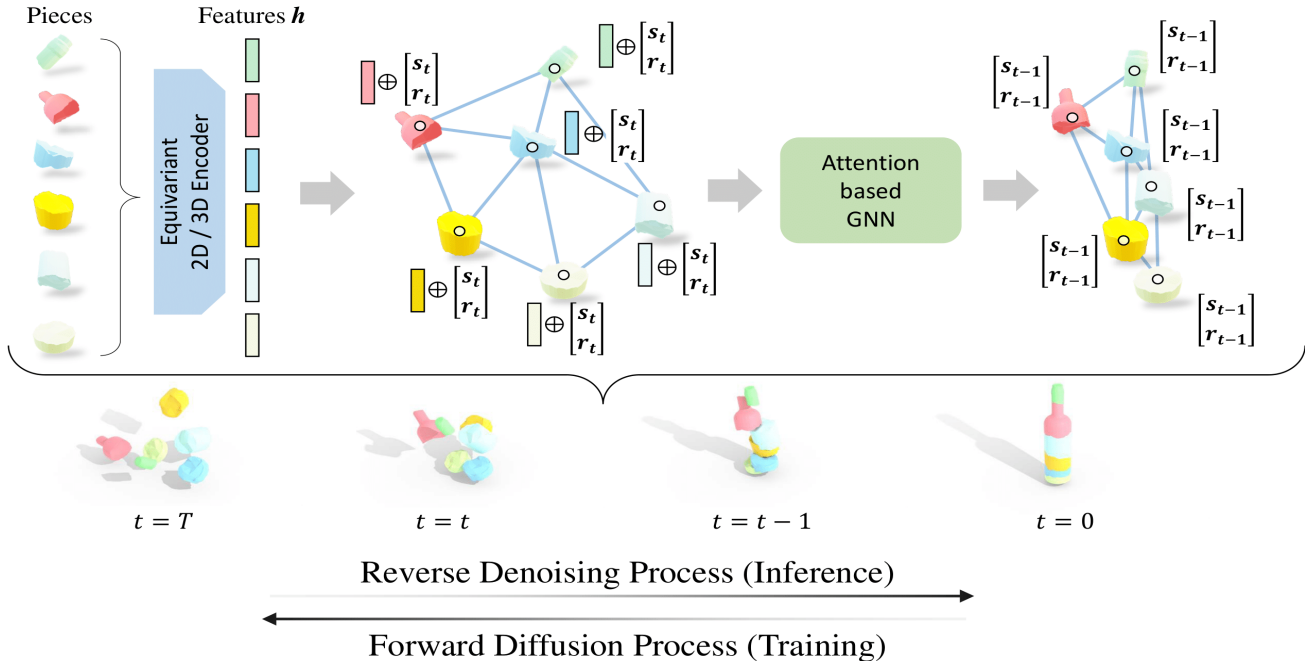 Pieces
Features h
Equivariant
2D / 3D Encoder
⊕ [s_t
r_t]
⊕ [s_t
r_t]
⊕ [s_t
r_t]
⊕ [s_t
r_t]
⊕ [s_t
r_t]
⊕ [s_t
r_t]
Attention
based
GNN
[s_{t-1}
r_{t-1}]
[s_{t-1}
r_{t-1}]
[s_{t-1}
r_{t-1}]
[s_{t-1}
r_{t-1}]
[s_{t-1}
r_{t-1}]
[s_{t-1}
r_{t-1}]
t = T
t = t
t = t − 1
t = 0
Reverse Denoising Process (Inference)
Forward Diffusion Process (Training)